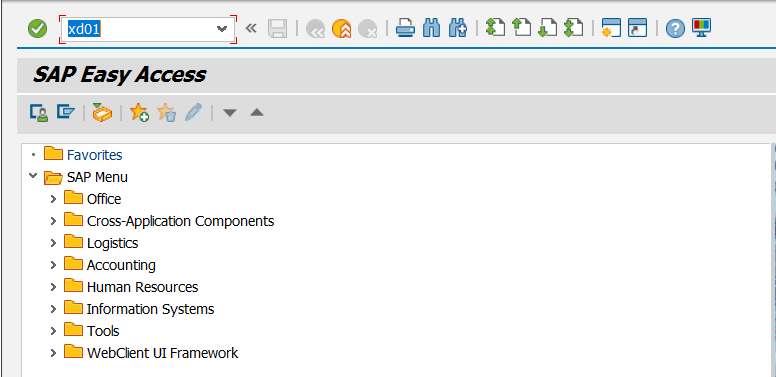 xd01
SAP Easy Access
Favorites
SAP Menu
Office
Cross-Application Components
Logistics
Accounting
Human Resources
Information Systems
Tools
WebClient UI Framework